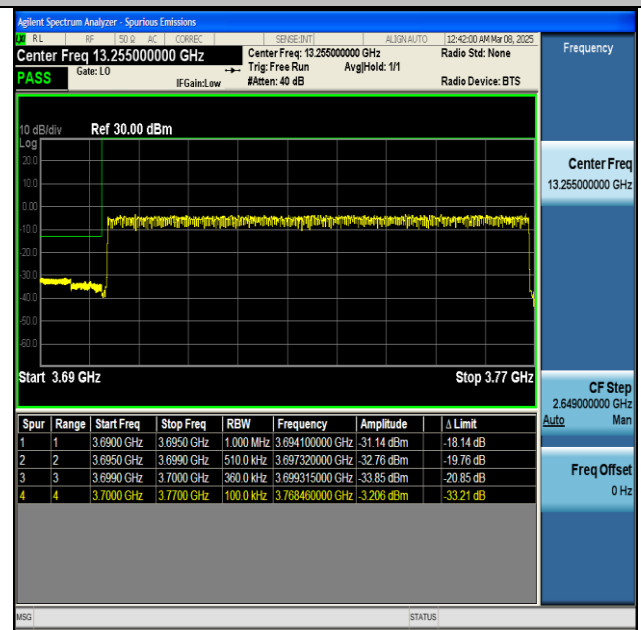 Agilent Spectrum Analyzer - Spurious Emissions
RL RF 50 Ω AC CORREC SENSE:INT ALIGN AUTO 12:42:00 AM Mar 08, 2025
Center Freq 13.255000000 GHz Center Freq: 13.255000000 GHz Radio Std: None
PASS Gate: LO Trig: Free Run Avg|Hold: 1/1
IFGain:Low #Atten: 40 dB Radio Device: BTS
10 dB/div Ref 30.00 dBm
Log
20.0
10.0
0.00
-10.0
-20.0
-30.0
-40.0
-50.0
-60.0
Start 3.69 GHz Stop 3.77 GHz
Spur Range Start Freq Stop Freq RBW Frequency Amplitude Δ Limit
1 1 3.6900 GHz 3.6950 GHz 1.000 MHz 3.694100000 GHz -31.14 dBm -18.14 dB
2 2 3.6950 GHz 3.6990 GHz 510.0 kHz 3.697320000 GHz -32.76 dBm -19.76 dB
3 3 3.6990 GHz 3.7000 GHz 360.0 kHz 3.699315000 GHz -33.85 dBm -20.85 dB
4 4 3.7000 GHz 3.7700 GHz 100.0 kHz 3.768460000 GHz -3.206 dBm -33.21 dB
MSG STATUS
Frequency
Center Freq
13.255000000 GHz
CF Step
2.649000000 GHz
Auto Man
Freq Offset
0 Hz